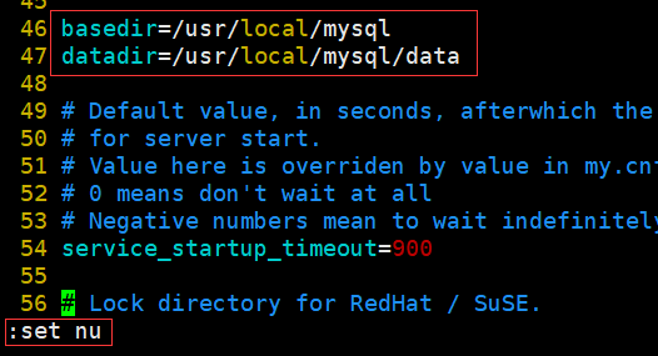 45
46 basedir=/usr/local/mysql
47 datadir=/usr/local/mysql/data
48
49 # Default value, in seconds, afterwhich the
50 # for server start.
51 # Value here is overriden by value in my.cn
52 # 0 means don't wait at all
53 # Negative numbers mean to wait indefinitely
54 service_startup_timeout=900
55
56 # Lock directory for RedHat / SuSE.
:set nu